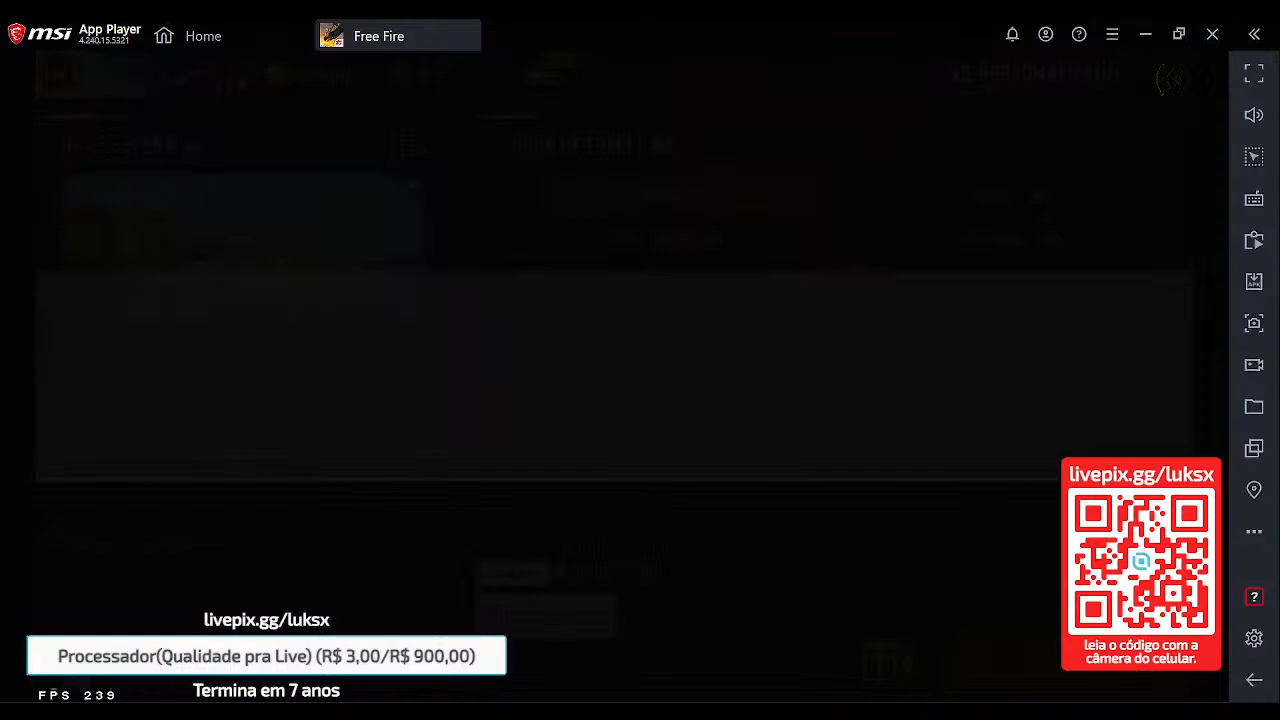 msi App Player
4.240.15.5321
Home
Free Fire
APK
livepix.gg/luksx
leia o código com a
câmera do celular.
?
livepix.gg/luksx
Processador(Qualidade pra Live) (R$ 3,00/R$ 900,00)
Termina em 7 anos
FPS 239